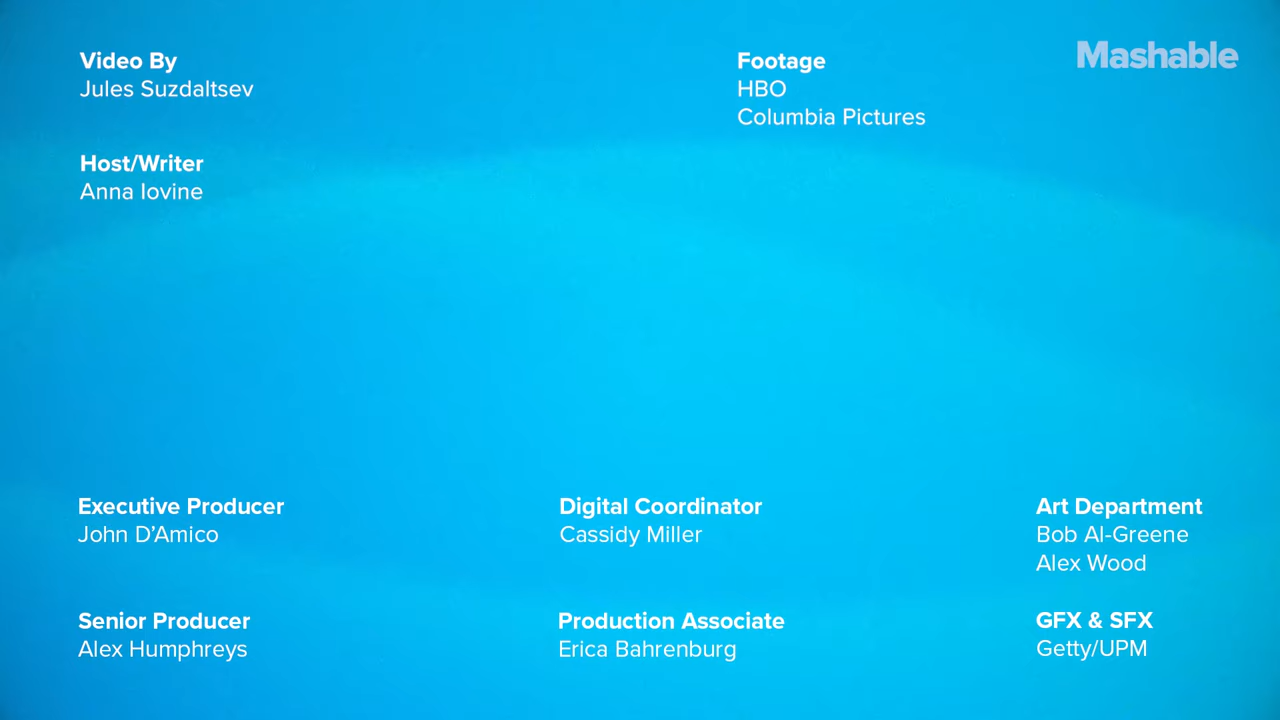 Video By
Jules Suzdaltsev
Host/Writer
Anna Iovine
Footage
HBO
Columbia Pictures
Mashable
Executive Producer
John D’Amico
Senior Producer
Alex Humphreys
Digital Coordinator
Cassidy Miller
Production Associate
Erica Bahrenburg
Art Department
Bob Al-Greene
Alex Wood
GFX & SFX
Getty/UPM